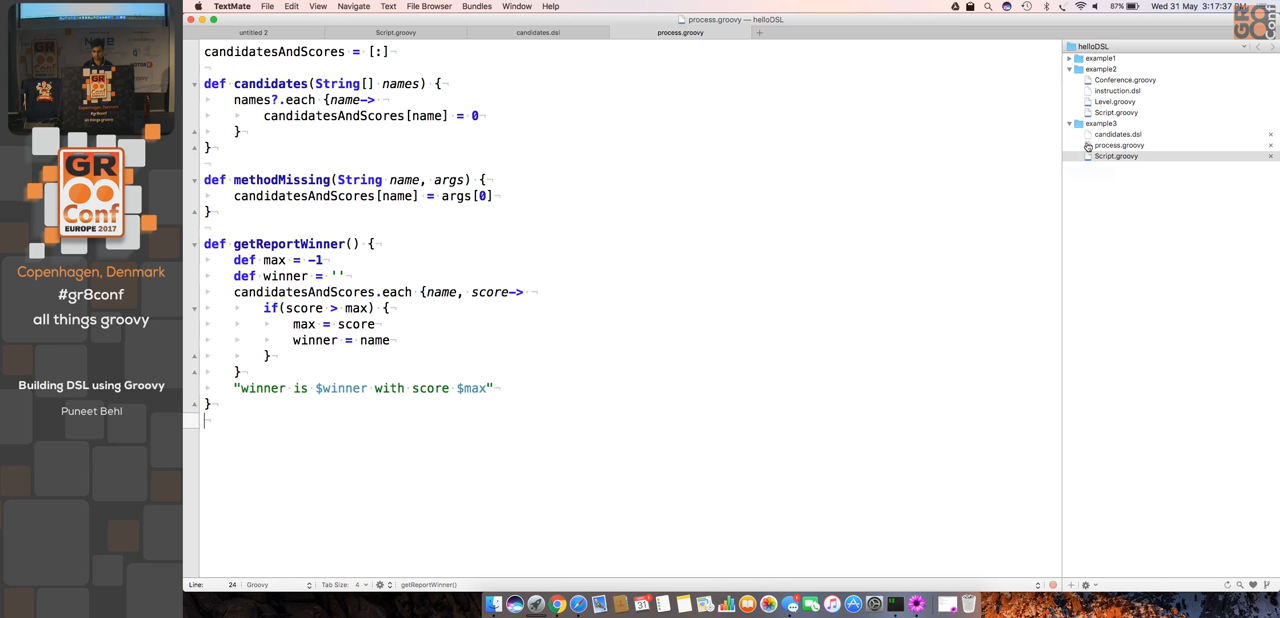 TextMate File Edit View Navigate Text File Browser Bundles Window Help
87% Wed 31 May 3:17:37 PM
process.groovy — helloDSL
untitled 2 Script.groovy candidates.dsl process.groovy +
candidatesAndScores = [:]
def candidates(String[] names) {
names?.each {name->
candidatesAndScores[name] = 0
}
}
def methodMissing(String name, args) {
candidatesAndScores[name] = args[0]
}
def getReportWinner() {
def max = -1
def winner = ''
candidatesAndScores.each {name, score->
if(score > max) {
max = score
winner = name
}
}
"winner is $winner with score $max"
}
helloDSL
example1
example2
Conference.groovy
instruction.dsl
Level.groovy
Script.groovy
example3
candidates.dsl
process.groovy
Script.groovy
Line: 24 Groovy Tab Size: 4 getReportWinner()
GR
Conf
EUROPE 2017
Copenhagen, Denmark
#gr8conf
all things groovy
Building DSL using Groovy
Puneet Behl